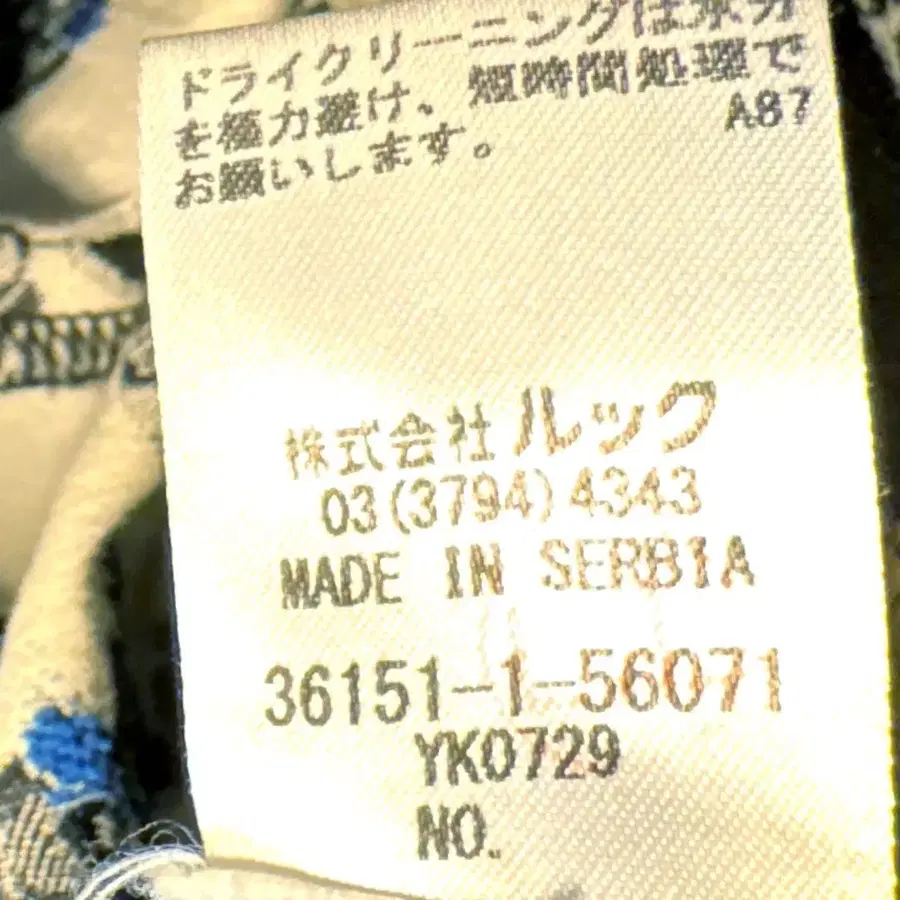 ドライクリーニングは水分
を極力避け、短時間処理で
お願いします。
A87
株式会社 ルック
03(3794)4343
MADE IN SERBIA
36151-1-56071
YK0729
NO.